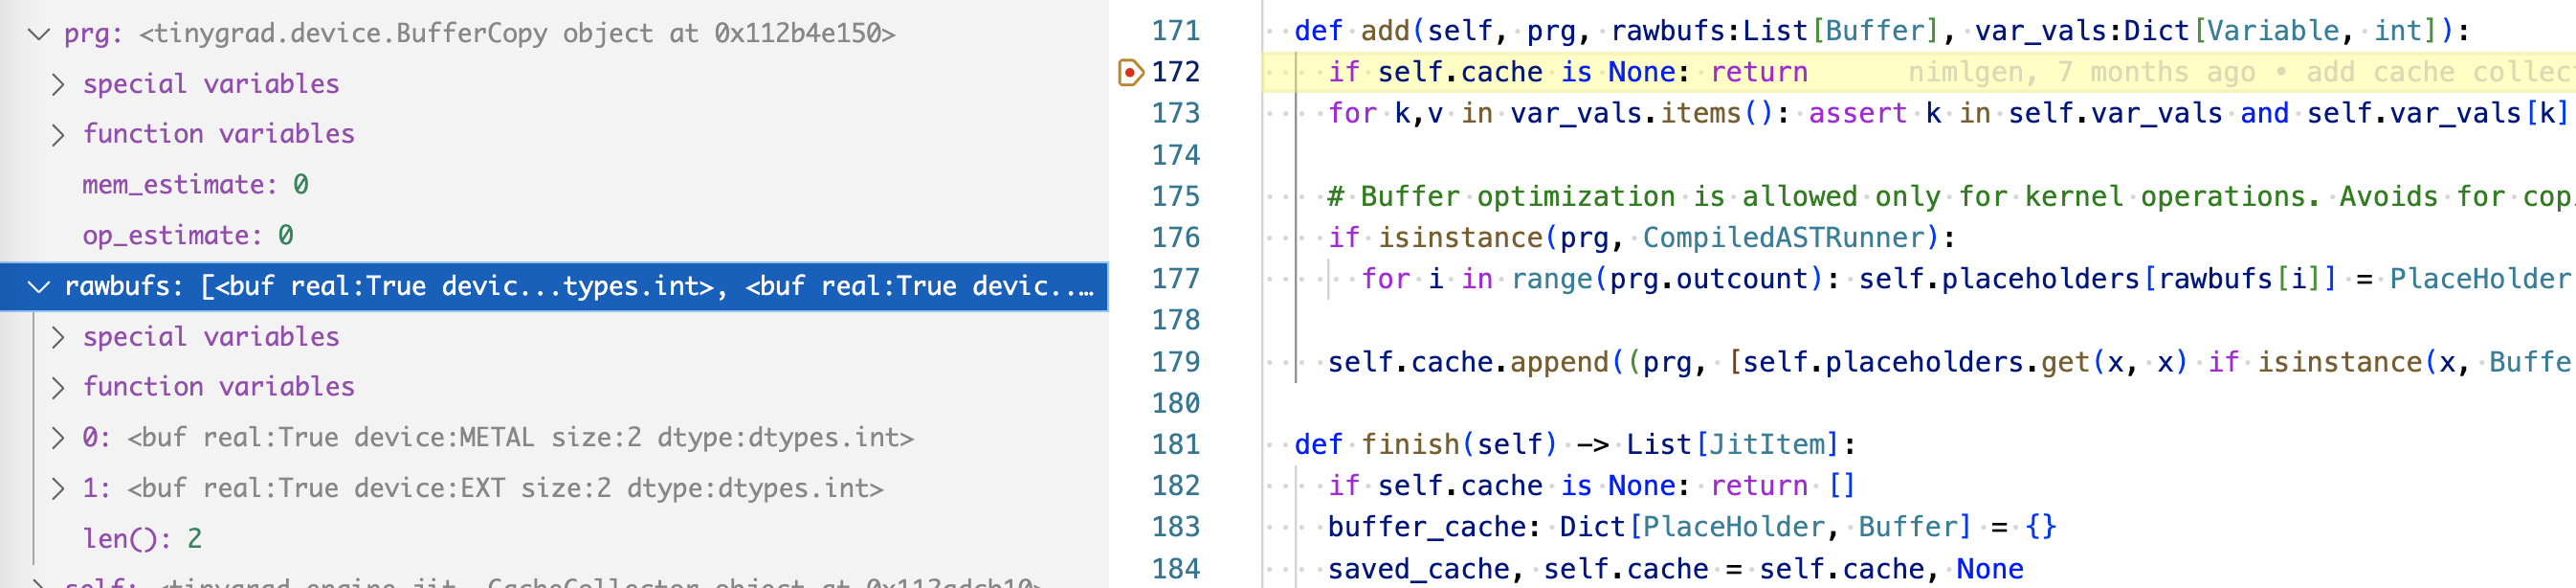 prg: <tinygrad.device.BufferCopy object at 0x112b4e150>
special variables
function variables
mem_estimate: 0
op_estimate: 0
rawbufs: [<buf real:True devic...types.int>, <buf real:True devic..…
special variables
function variables
0: <buf real:True device:METAL size:2 dtype:dtypes.int>
1: <buf real:True device:EXT size:2 dtype:dtypes.int>
len(): 2
self: <tinygrad.engine.jit._CacheCollector object at
171 def add(self, prg, rawbufs:List[Buffer], var_vals:Dict[Variable, int]):
172 if self.cache is None: return nimlgen, 7 months ago • add cache collec
173 for k,v in var_vals.items(): assert k in self.var_vals and self.var_vals[k]
174
175 # Buffer optimization is allowed only for kernel operations. Avoids for cop
176 if isinstance(prg, CompiledASTRunner):
177 for i in range(prg.outcount): self.placeholders[rawbufs[i]] = PlaceHolder
178
179 self.cache.append((prg, [self.placeholders.get(x, x) if isinstance(x, Buffe
180
181 def finish(self) -> List[JitItem]:
182 if self.cache is None: return []
183 buffer_cache: Dict[PlaceHolder, Buffer] = {}
184 saved_cache, self.cache = self.cache, None